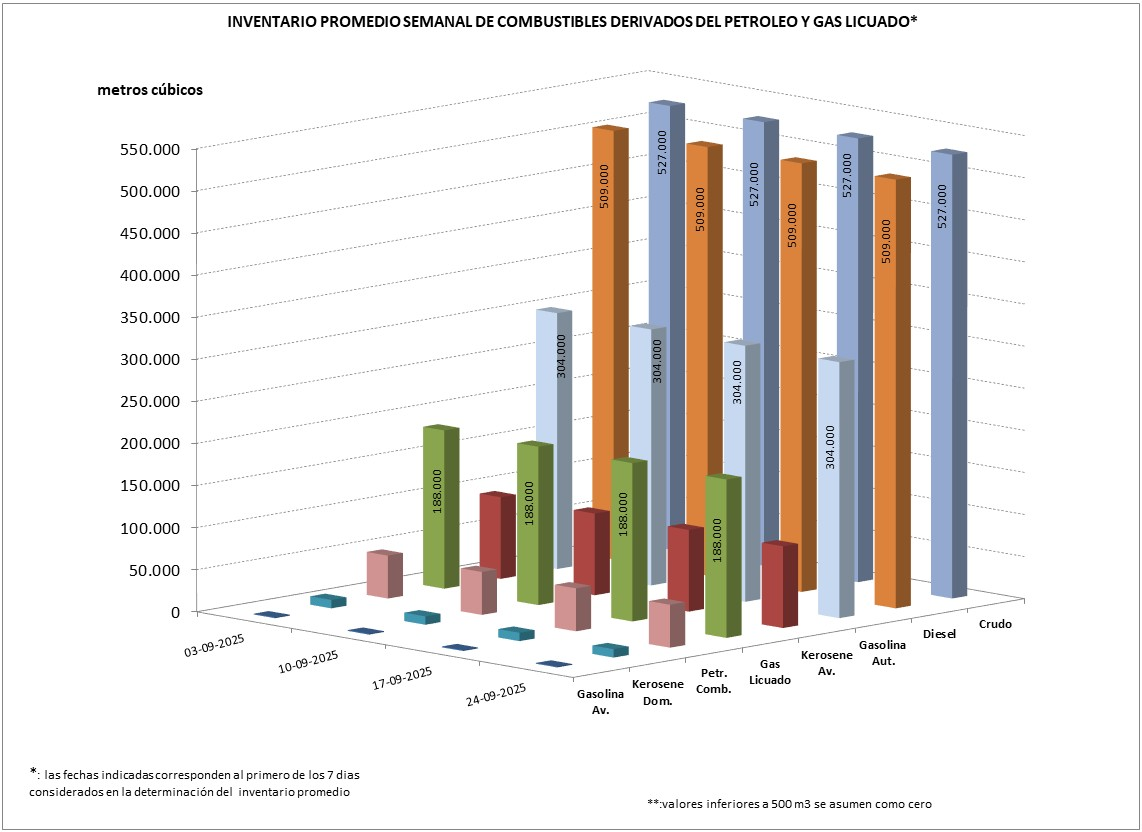 INVENTARIO PROMEDIO SEMANAL DE COMBUSTIBLES DERIVADOS DEL PETROLEO Y GAS LICUADO*
metros cúbicos
550.000
500.000
450.000
400.000
350.000
300.000
250.000
200.000
150.000
100.000
50.000
0
527.000
527.000
527.000
527.000
509.000
509.000
509.000
509.000
304.000
304.000
304.000
304.000
188.000
188.000
188.000
188.000
03-09-2025
10-09-2025
17-09-2025
24-09-2025
Gasolina
Av.
Kerosene
Dom.
Petr.
Comb.
Gas
Licuado
Kerosene
Av.
Gasolina
Aut.
Diesel
Crudo
*: las fechas indicadas corresponden al primero de los 7 dias
considerados en la determinación del inventario promedio
**:valores inferiores a 500 m3 se asumen como cero